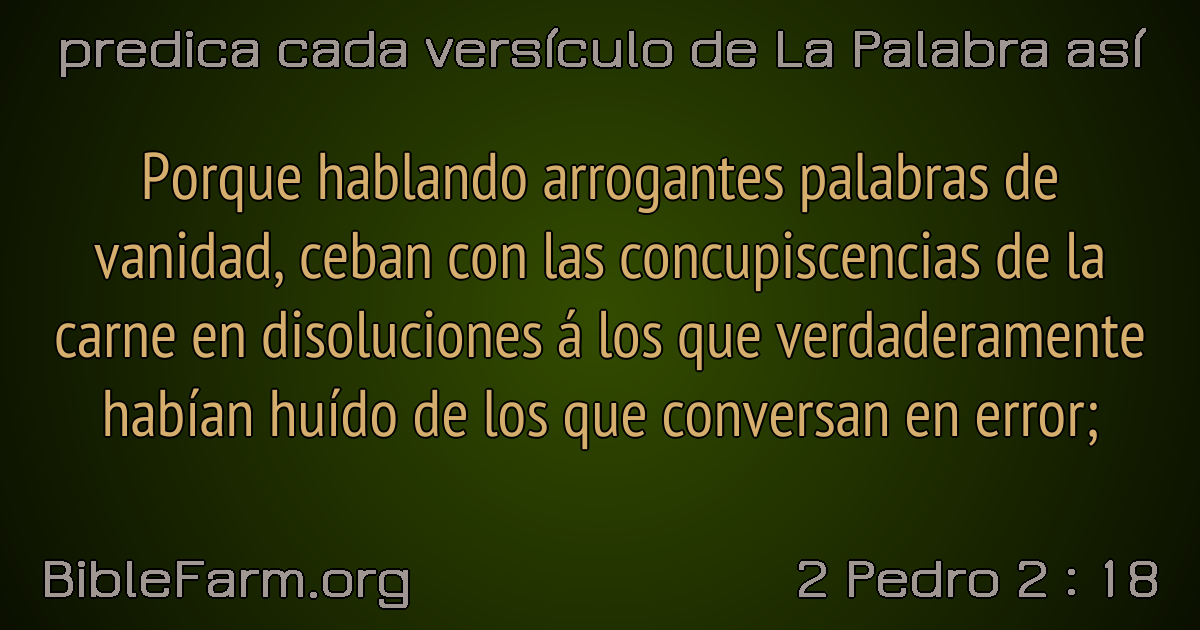 predica cada versículo de La Palabra así
Porque hablando arrogantes palabras de
vanidad, ceban con las concupiscencias de la
carne en disoluciones á los que verdaderamente
habían huído de los que conversan en error;
BibleFarm.org
2 Pedro 2 : 18